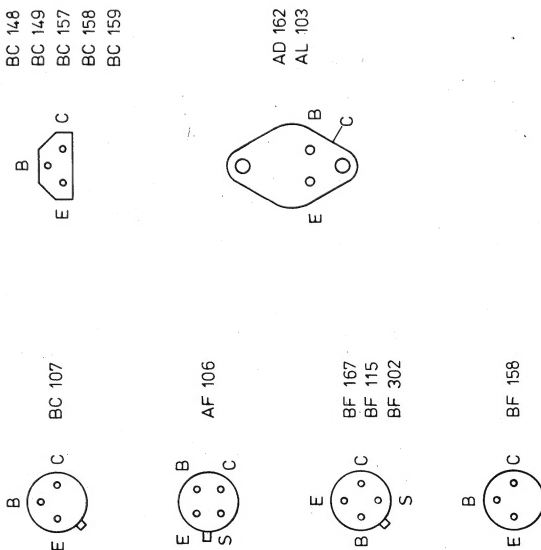 B
E C
BC 107
B
E C
BC 148
BC 149
BC 157
BC 158
BC 159
E B
S C
AF 106
E B
C
AD 162
AL 103
E
B C
S
BF 167
BF 115
BF 302
B
E C
BF 158